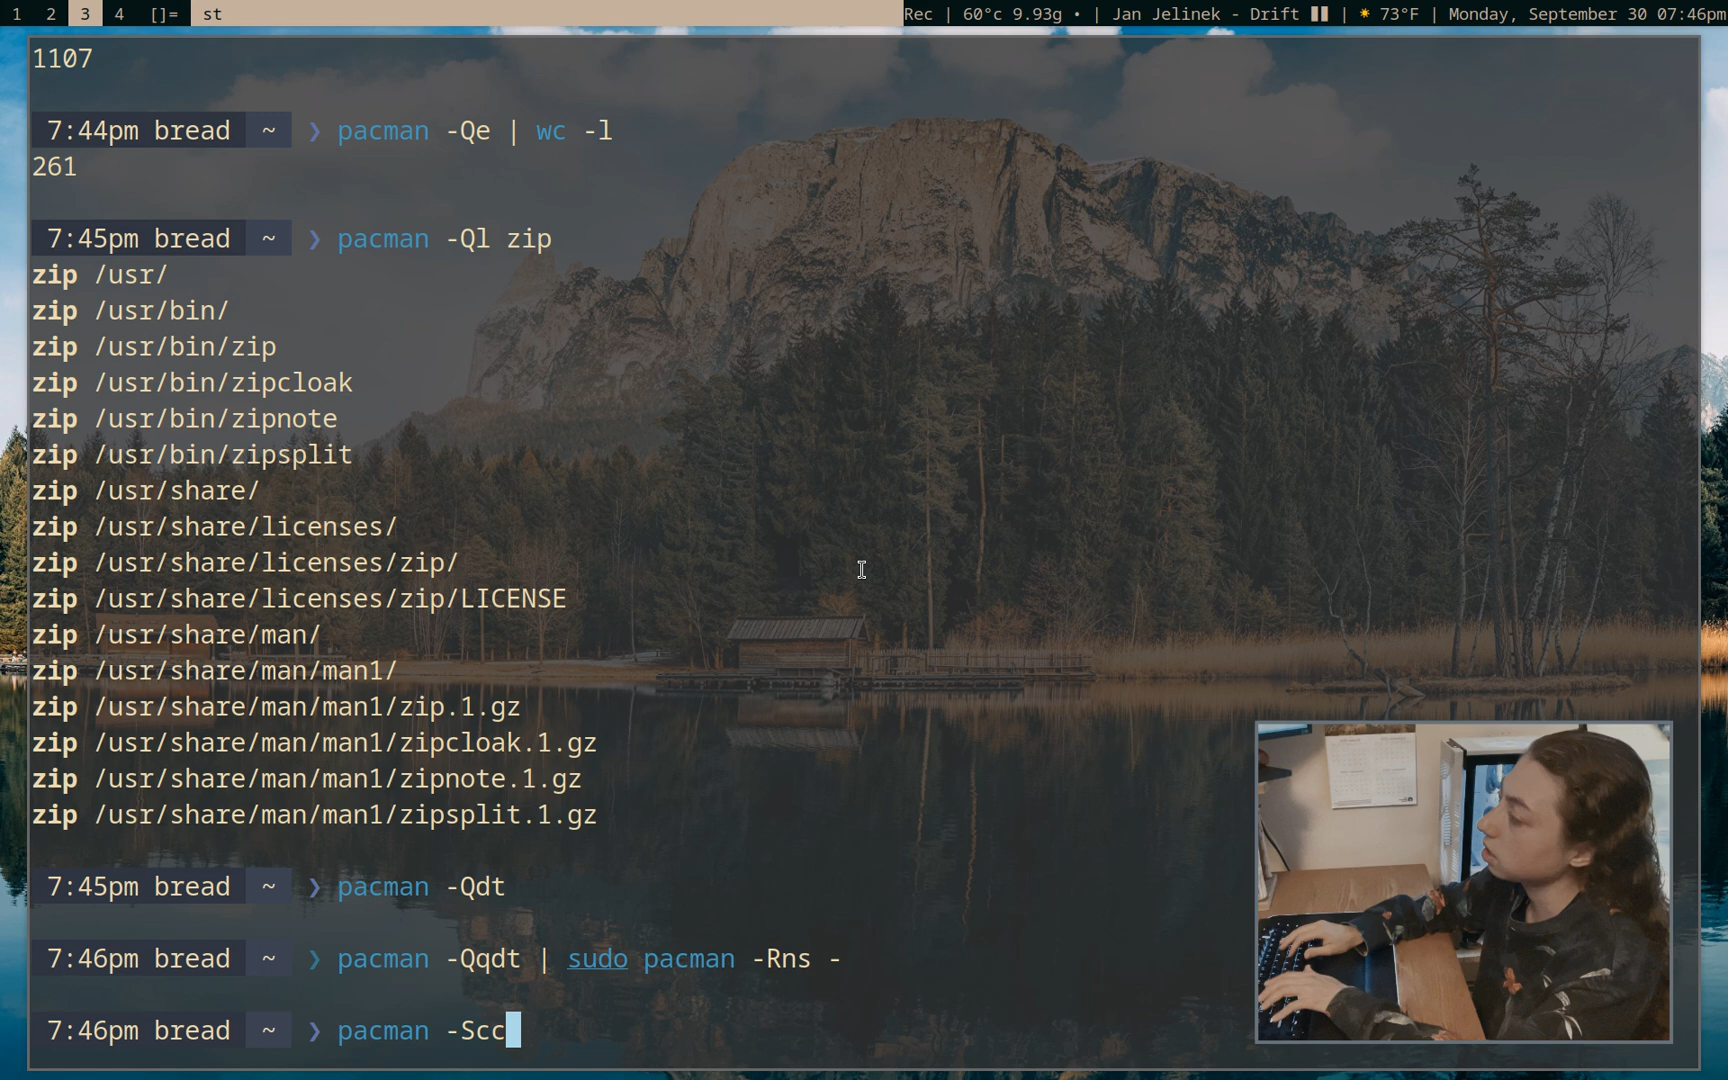 1 2 3 4 []= st Rec | 60°c 9.93g • | Jan Jelinek - Drift ▮▮ | ☀ 73°F | Monday, September 30 07:46pm
1107
7:44pm bread ~ ❯ pacman -Qe | wc -l
261
7:45pm bread ~ ❯ pacman -Ql zip
zip /usr/
zip /usr/bin/
zip /usr/bin/zip
zip /usr/bin/zipcloak
zip /usr/bin/zipnote
zip /usr/bin/zipsplit
zip /usr/share/
zip /usr/share/licenses/
zip /usr/share/licenses/zip/
zip /usr/share/licenses/zip/LICENSE
zip /usr/share/man/
zip /usr/share/man/man1/
zip /usr/share/man/man1/zip.1.gz
zip /usr/share/man/man1/zipcloak.1.gz
zip /usr/share/man/man1/zipnote.1.gz
zip /usr/share/man/man1/zipsplit.1.gz
7:45pm bread ~ ❯ pacman -Qdt
7:46pm bread ~ ❯ pacman -Qqdt | sudo pacman -Rns -
7:46pm bread ~ ❯ pacman -Scc